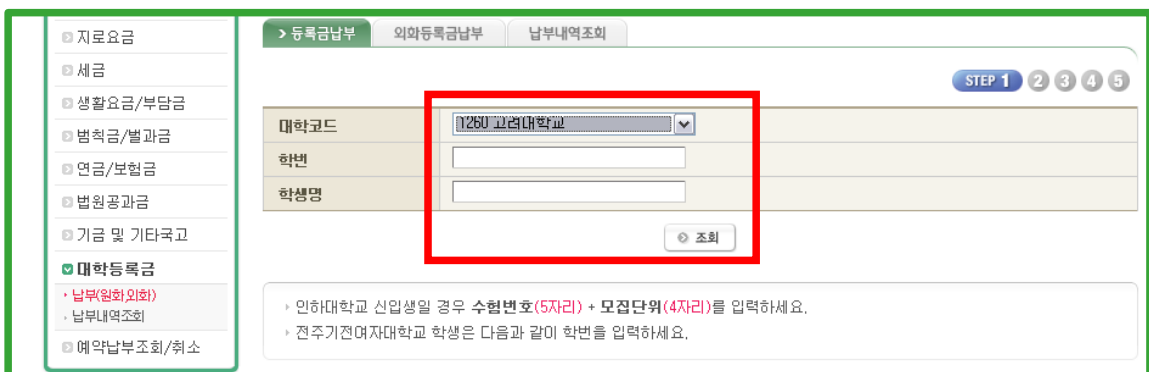 지로요금
세금
생활요금/부담금
범칙금/벌과금
연금/보험금
법원공과금
기금 및 기타국고
대학등록금
납부(원화,외화)
납부내역조회
예약납부조회/취소
> 등록금납부 외화등록금납부 납부내역조회
STEP 1 2 3 4 5
대학코드 1260 고려대학교
학번
학생명
조회
인하대학교 신입생일 경우 수험번호(5자리) + 모집단위(4자리)를 입력하세요.
전주기전여자대학교 학생은 다음과 같이 학번을 입력하세요.